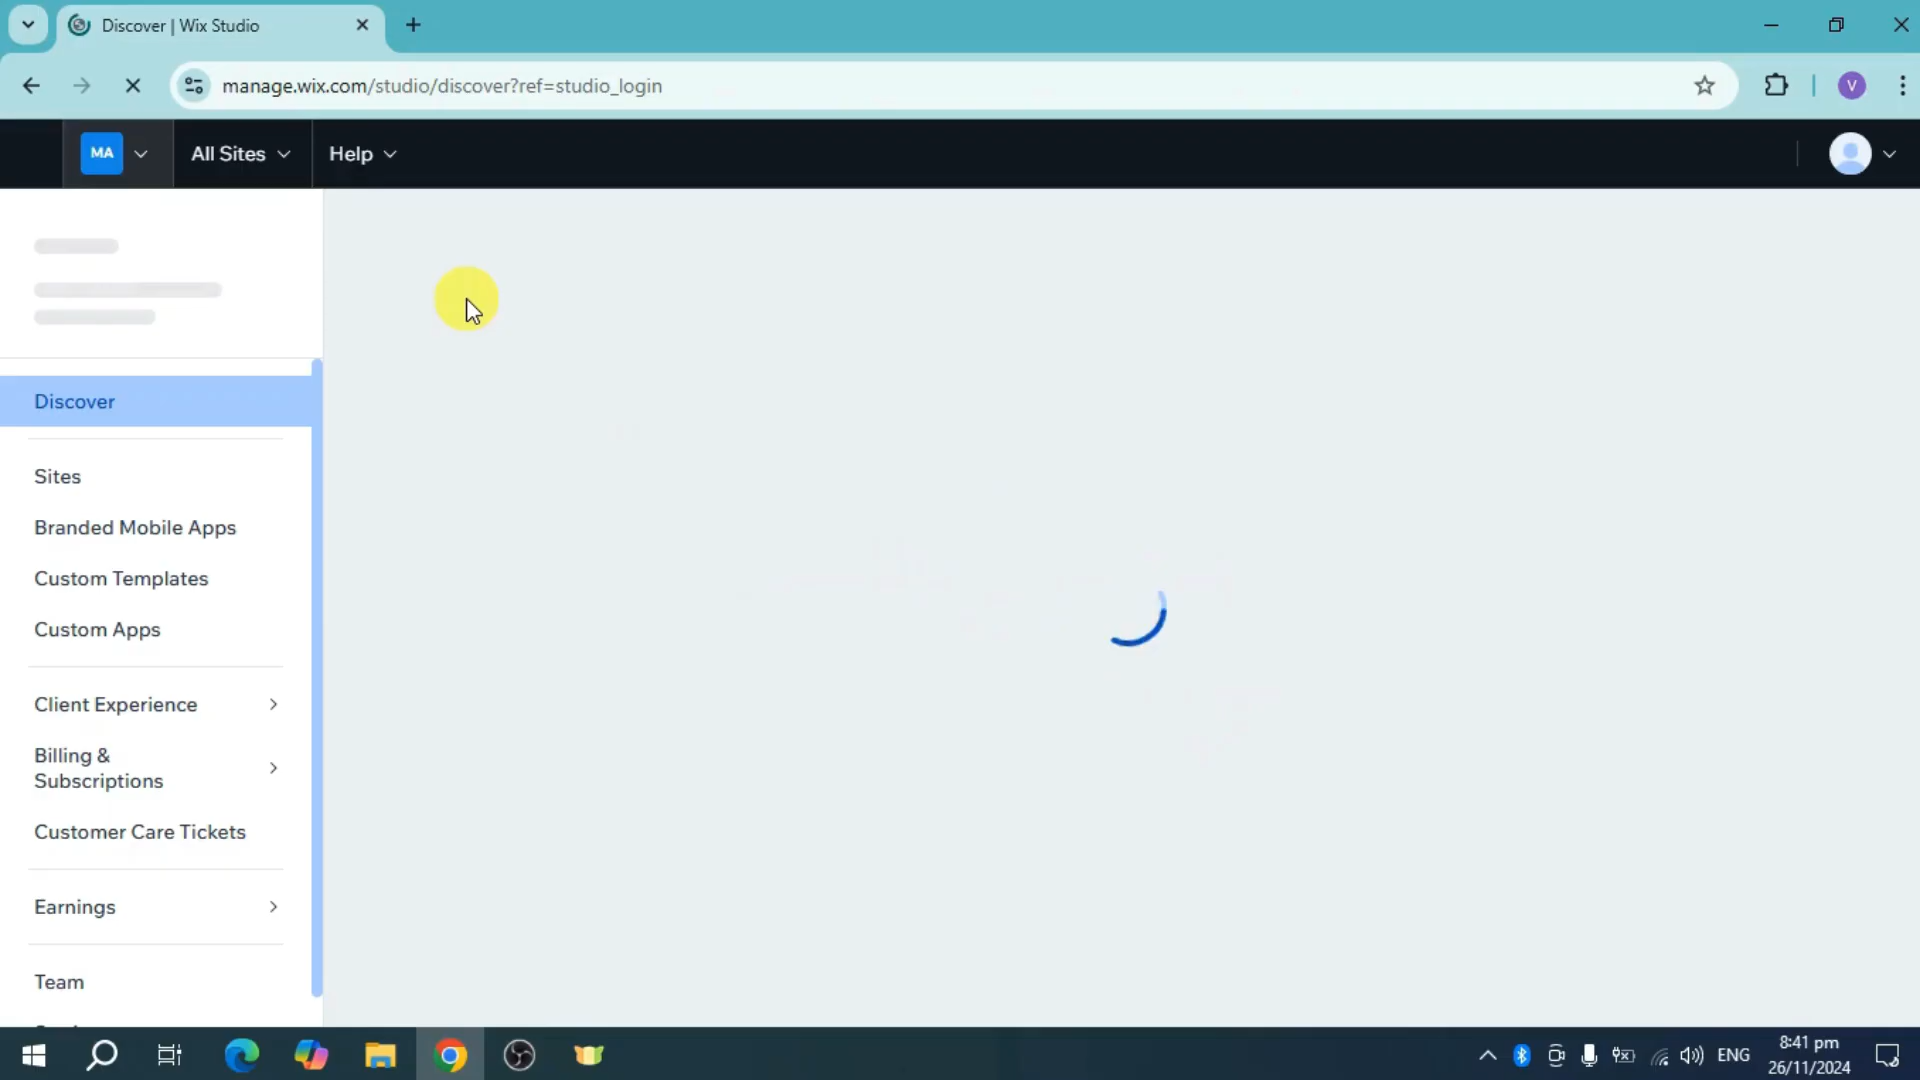 Discover | Wix Studio
manage.wix.com/studio/discover?ref=studio_login
V
MA
All Sites
Help
Discover
Sites
Branded Mobile Apps
Custom Templates
Custom Apps
Client Experience
Billing &
Subscriptions
Customer Care Tickets
Earnings
Team
ENG
8:41 pm
26/11/2024